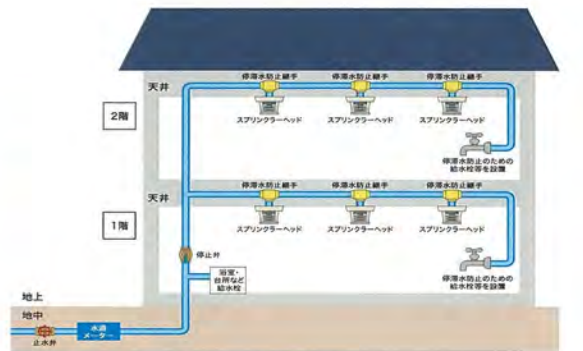 停滞水防止継手 停滞水防止継手 停滞水防止継手
天井
2階
スプリンクラーヘッド スプリンクラーヘッド スプリンクラーヘッド
停滞水防止のための
給水栓等を設置
停滞水防止継手 停滞水防止継手 停滞水防止継手
天井
1階
スプリンクラーヘッド スプリンクラーヘッド スプリンクラーヘッド
停止弁
停滞水防止のための
給水栓等を設置
浴室・
台所など
給水栓
地上
地中
水道
メーター
止水弁